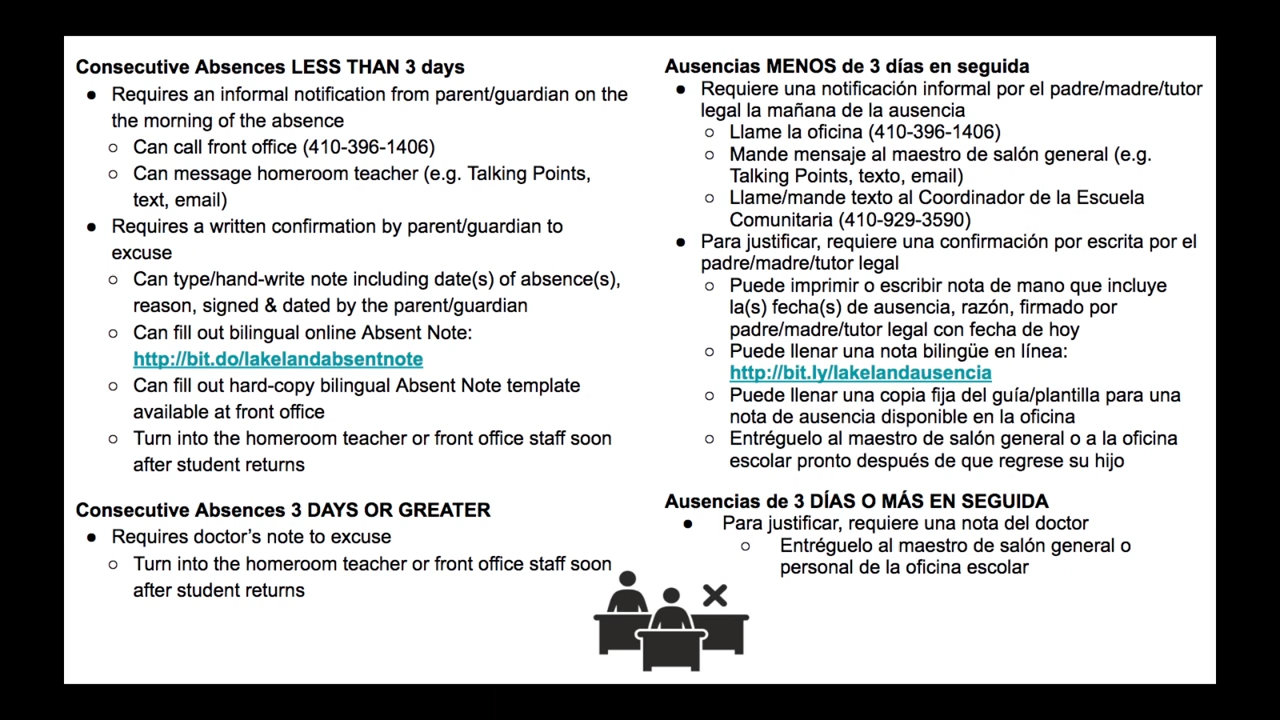 Consecutive Absences LESS THAN 3 days
● Requires an informal notification from parent/guardian on the
the morning of the absence
○ Can call front office (410-396-1406)
○ Can message homeroom teacher (e.g. Talking Points,
text, email)
● Requires a written confirmation by parent/guardian to
excuse
○ Can type/hand-write note including date(s) of absence(s),
reason, signed & dated by the parent/guardian
○ Can fill out bilingual online Absent Note:
http://bit.do/lakelandabsentnote
○ Can fill out hard-copy bilingual Absent Note template
available at front office
○ Turn into the homeroom teacher or front office staff soon
after student returns
Consecutive Absences 3 DAYS OR GREATER
● Requires doctor's note to excuse
○ Turn into the homeroom teacher or front office staff soon
after student returns
Ausencias MENOS de 3 días en seguida
● Requiere una notificación informal por el padre/madre/tutor
legal la mañana de la ausencia
○ Llame la oficina (410-396-1406)
○ Mande mensaje al maestro de salón general (e.g.
Talking Points, texto, email)
○ Llame/mande texto al Coordinador de la Escuela
Comunitaria (410-929-3590)
● Para justificar, requiere una confirmación por escrita por el
padre/madre/tutor legal
○ Puede imprimir o escribir nota de mano que incluye
la(s) fecha(s) de ausencia, razón, firmado por
padre/madre/tutor legal con fecha de hoy
○ Puede llenar una nota bilingüe en línea:
http://bit.ly/lakelandausencia
○ Puede llenar una copia fija del guía/plantilla para una
nota de ausencia disponible en la oficina
○ Entréguelo al maestro de salón general o a la oficina
escolar pronto después de que regrese su hijo
Ausencias de 3 DÍAS O MÁS EN SEGUIDA
● Para justificar, requiere una nota del doctor
○ Entréguelo al maestro de salón general o
personal de la oficina escolar